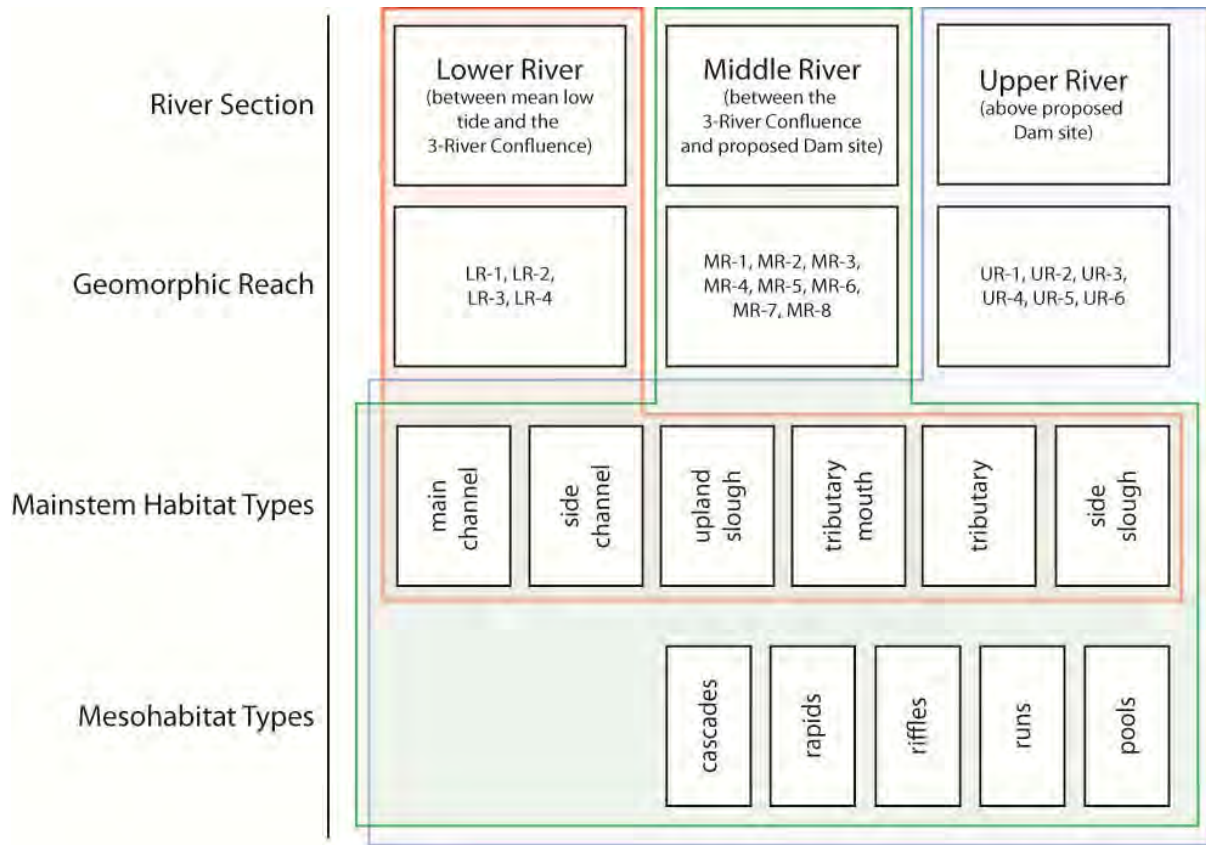 River Section
Lower River
(between mean low
tide and the
3-River Confluence)
Middle River
(between the
3-River Confluence
and proposed Dam site)
Upper River
(above proposed
Dam site)
Geomorphic Reach
LR-1, LR-2,
LR-3, LR-4
MR-1, MR-2, MR-3,
MR-4, MR-5, MR-6,
MR-7, MR-8
UR-1, UR-2, UR-3,
UR-4, UR-5, UR-6
Mainstem Habitat Types
main
channel
side
channel
upland
slough
tributary
mouth
tributary
side
slough
Mesohabitat Types
cascades
rapids
riffles
runs
pools